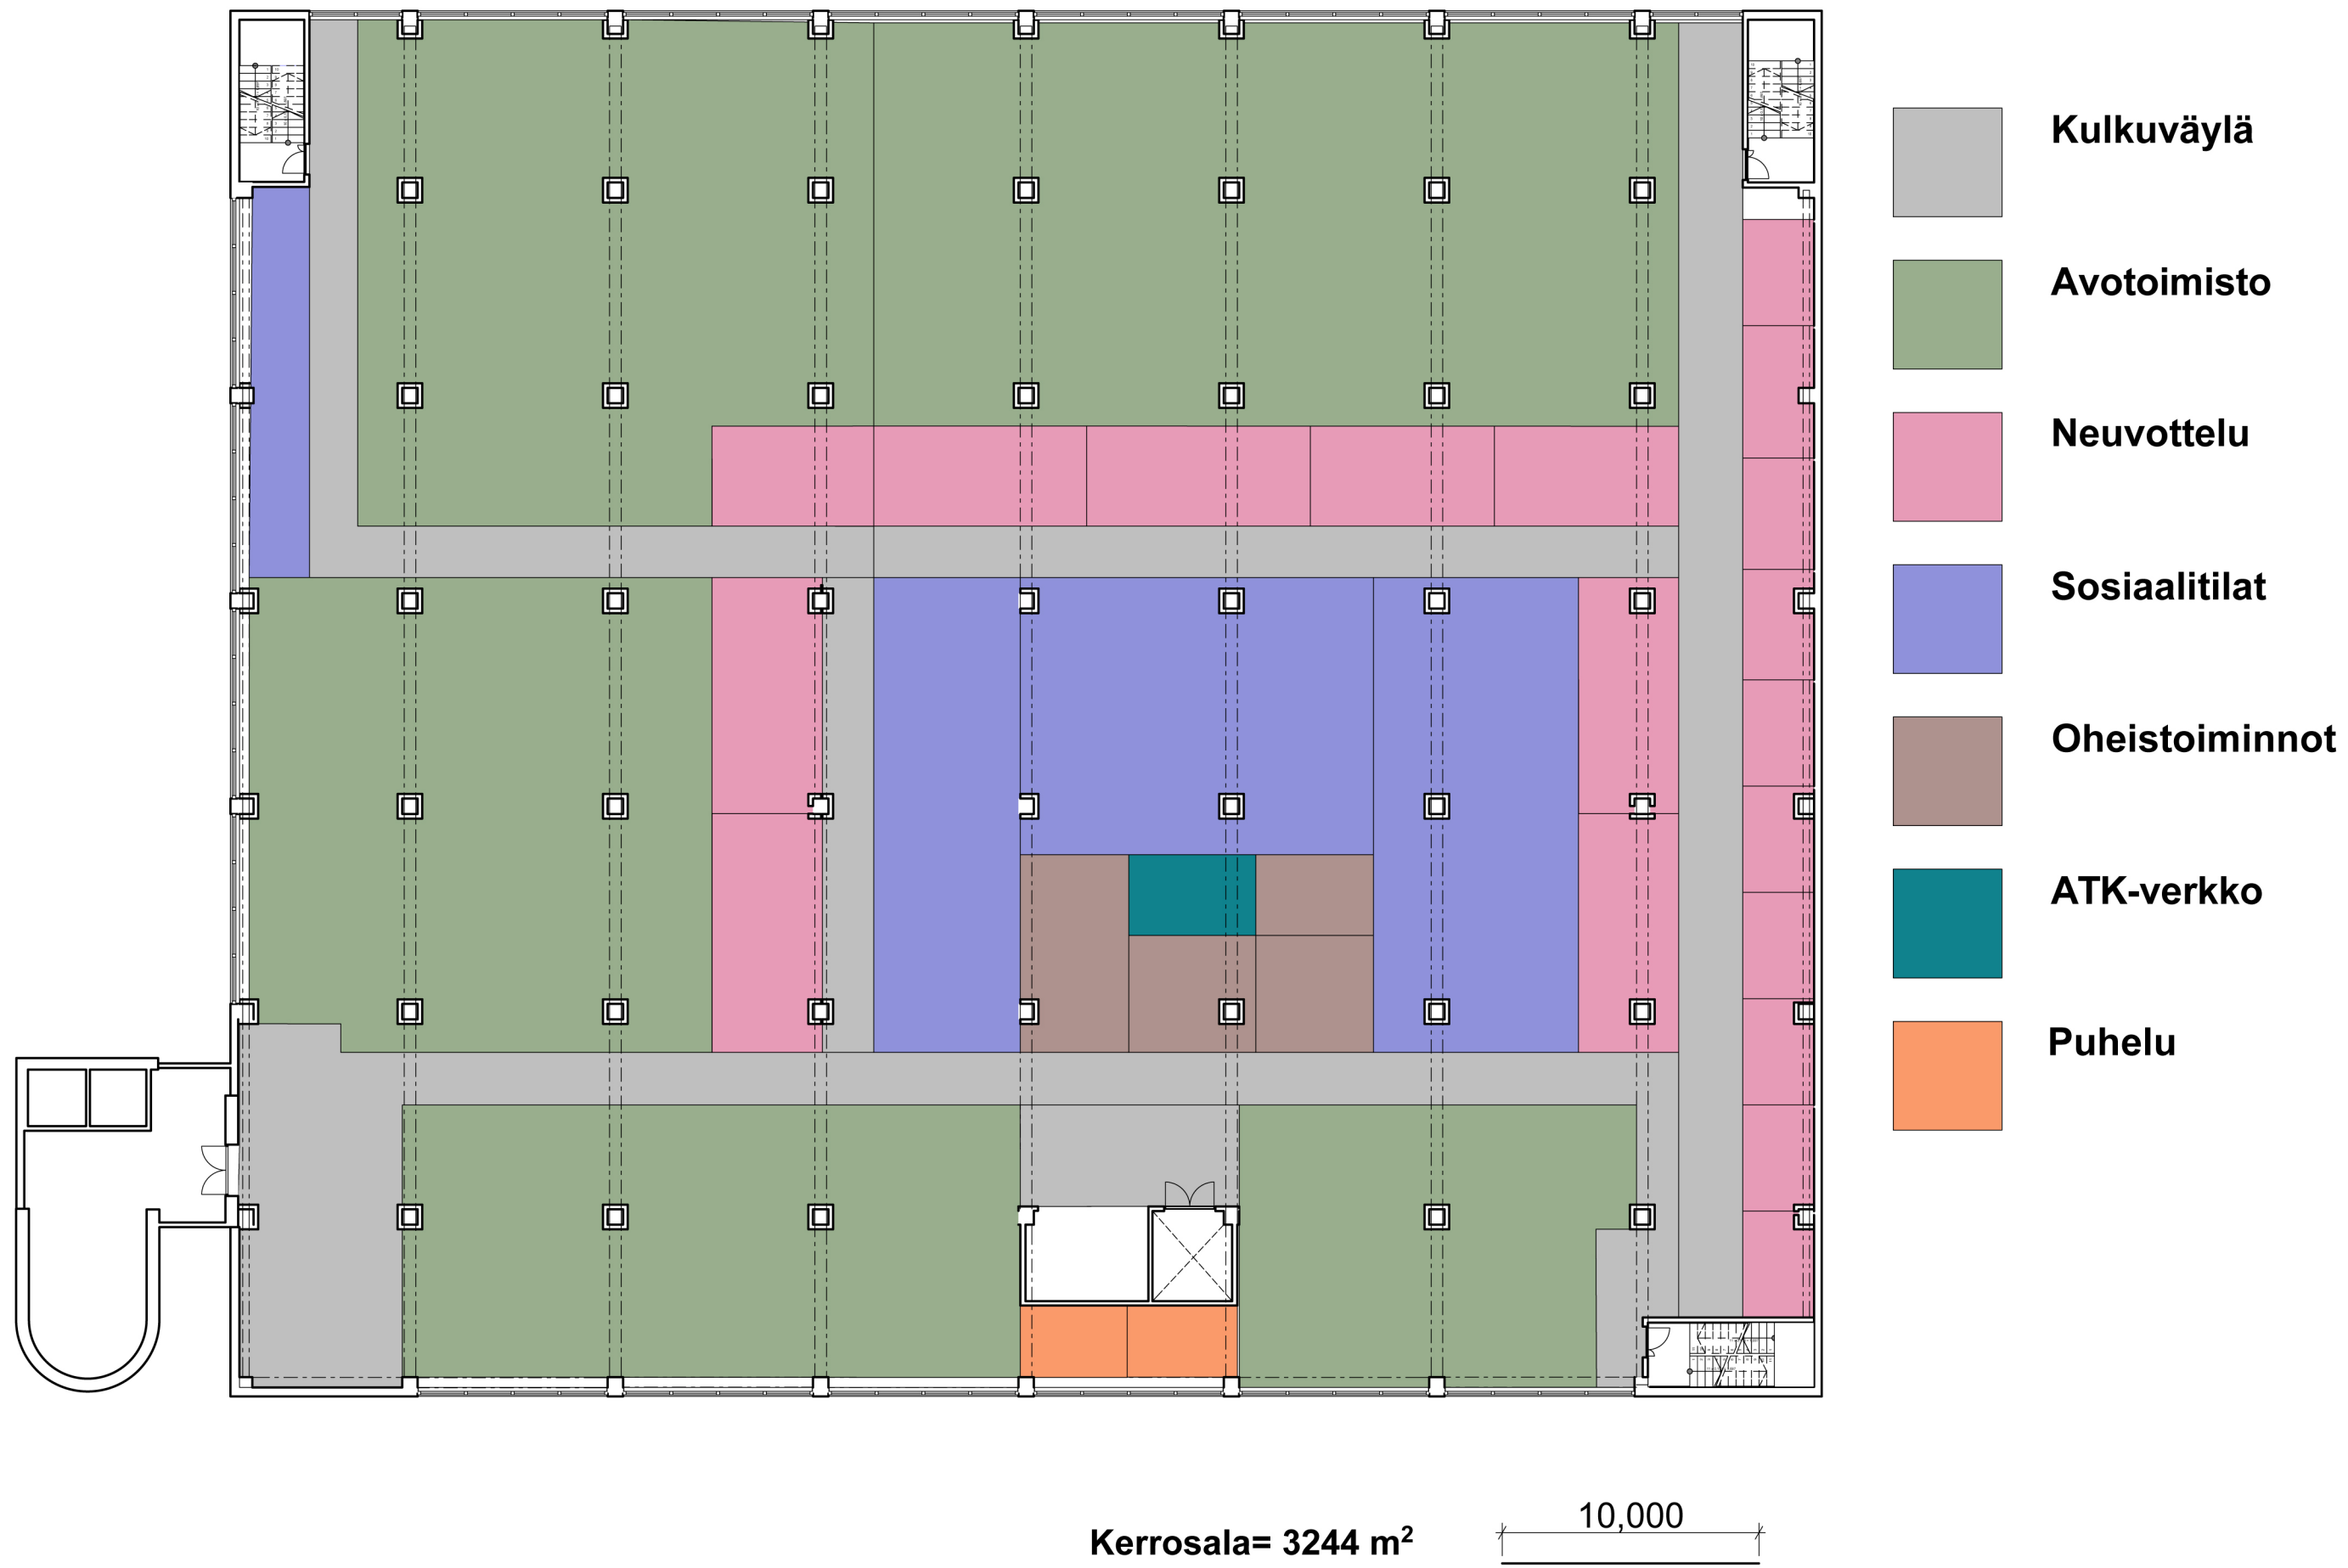 Kulkuväylä
Avotoimisto
Neuvottelu
Sosiaalitilat
Oheistoiminnot
ATK-verkko
Puhelu
10,000
Kerrosala= 3244 m²